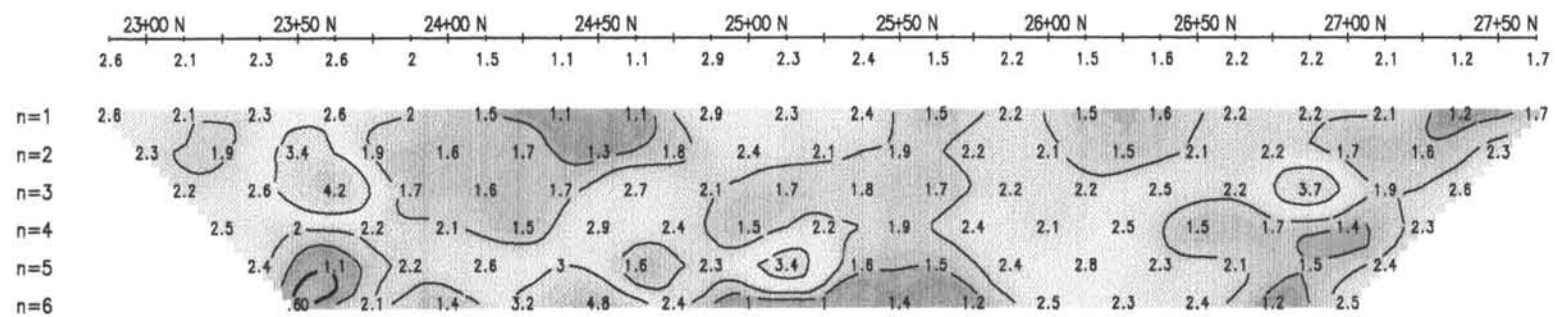 23+00 N 23+50 N 24+00 N 24+50 N 25+00 N 25+50 N 26+00 N 26+50 N 27+00 N 27+50 N
2.6 2.1 2.3 2.6 2 1.5 1.1 1.1 2.9 2.3 2.4 1.5 2.2 1.5 1.6 2.2 2.2 2.1 1.2 1.7
n=1 2.6 2.1 2.3 2.6 2 1.5 1.1 1.1 2.9 2.3 2.4 1.5 2.2 1.5 1.6 2.2 2.2 2.1 1.2 1.7
n=2 2.3 1.9 3.4 1.9 1.6 1.7 1.3 1.8 2.4 2.1 1.9 2.2 2.1 1.5 2.1 2.2 1.7 1.6 2.3
n=3 2.2 2.6 4.2 1.7 1.6 1.7 2.7 2.1 1.7 1.8 1.7 2.2 2.2 2.5 2.2 3.7 1.9 2.6
n=4 2.5 2 2.2 2.1 1.5 2.9 2.4 1.5 2.2 1.9 2.4 2.1 2.5 1.5 1.7 1.4 2.3
n=5 2.4 1.1 2.2 2.6 3 1.6 2.3 3.4 1.6 1.5 2.4 2.8 2.3 2.1 1.5 2.4
n=6 .60 2.1 1.4 3.2 4.8 2.4 1 1 1.4 1.2 2.5 2.3 2.4 1.2 2.5